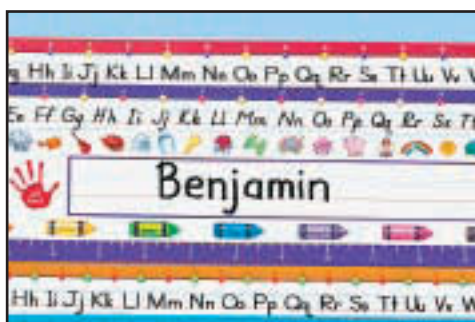 Hh Ii Jj Kk Ll Mm Nn Oo Pp Qq Rr Ss Tt Uu Vv
Ee Ff Gg Hh Ii Jj Kk Ll Mm Nn Oo Pp Qq Rr Ss Tt
Benjamin
Hh Ii Jj Kk Ll Mm Nn Oo Pp Qq Rr Ss Tt Uu Vv